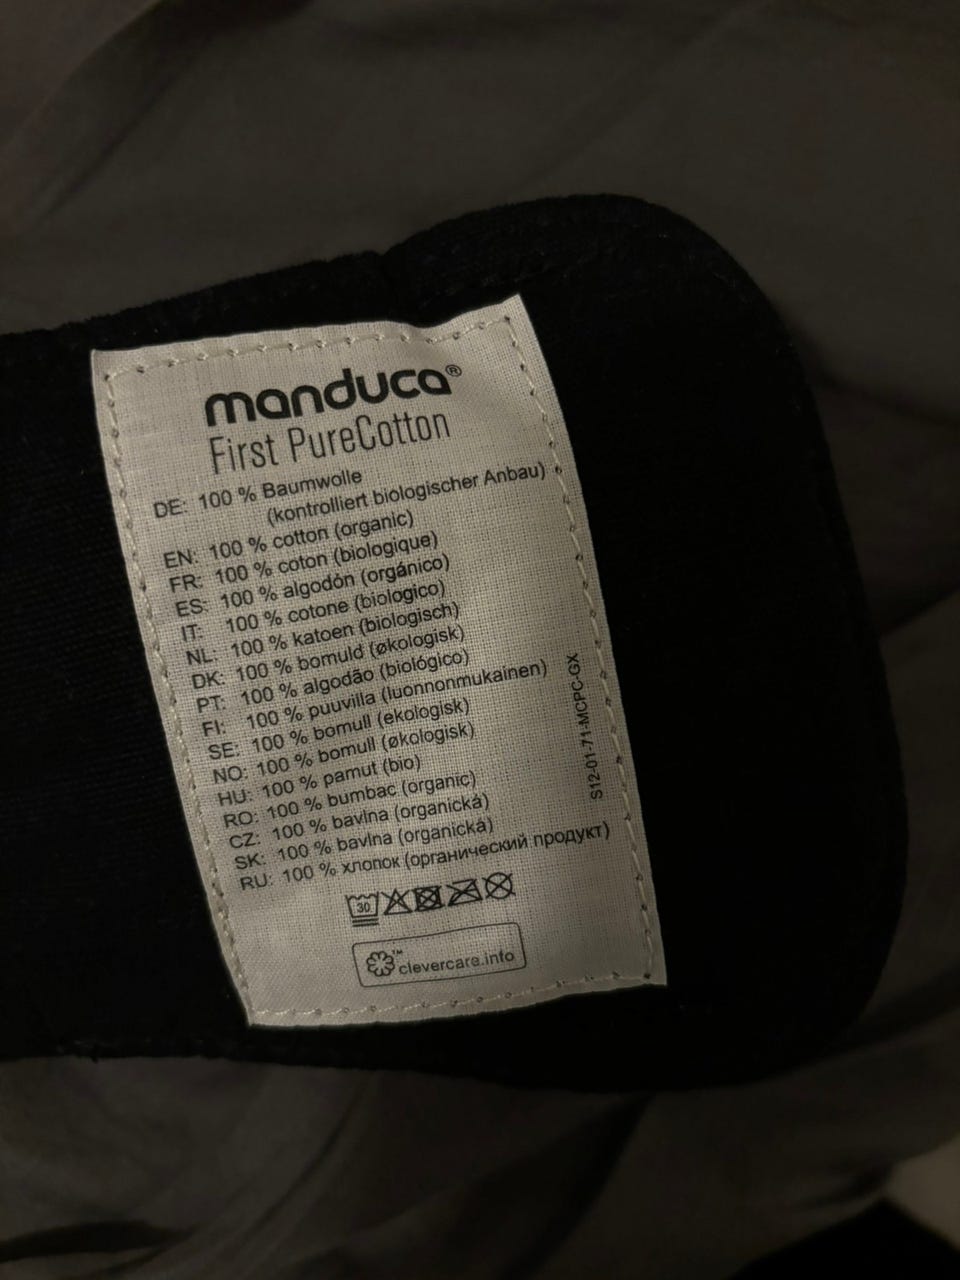 manduca®
First PureCotton
DE: 100 % Baumwolle
(kontrolliert biologischer Anbau)
EN: 100 % cotton (organic)
FR: 100 % coton (biologique)
ES: 100 % algodón (orgánico)
IT: 100 % cotone (biologico)
NL: 100 % katoen (biologisch)
DK: 100 % bomuld (økologisk)
PT: 100 % algodão (biológico)
FI: 100 % puuvilla (luonnonmukainen)
SE: 100 % bomull (ekologisk)
NO: 100 % bomull (økologisk)
HU: 100 % pamut (bio)
RO: 100 % bumbac (organic)
CZ: 100 % bavlna (organická)
SK: 100 % bavlna (organická)
RU: 100 % хлопок (органический продукт)
30
™clevercare.info
S12-01-71-MCPC-GX